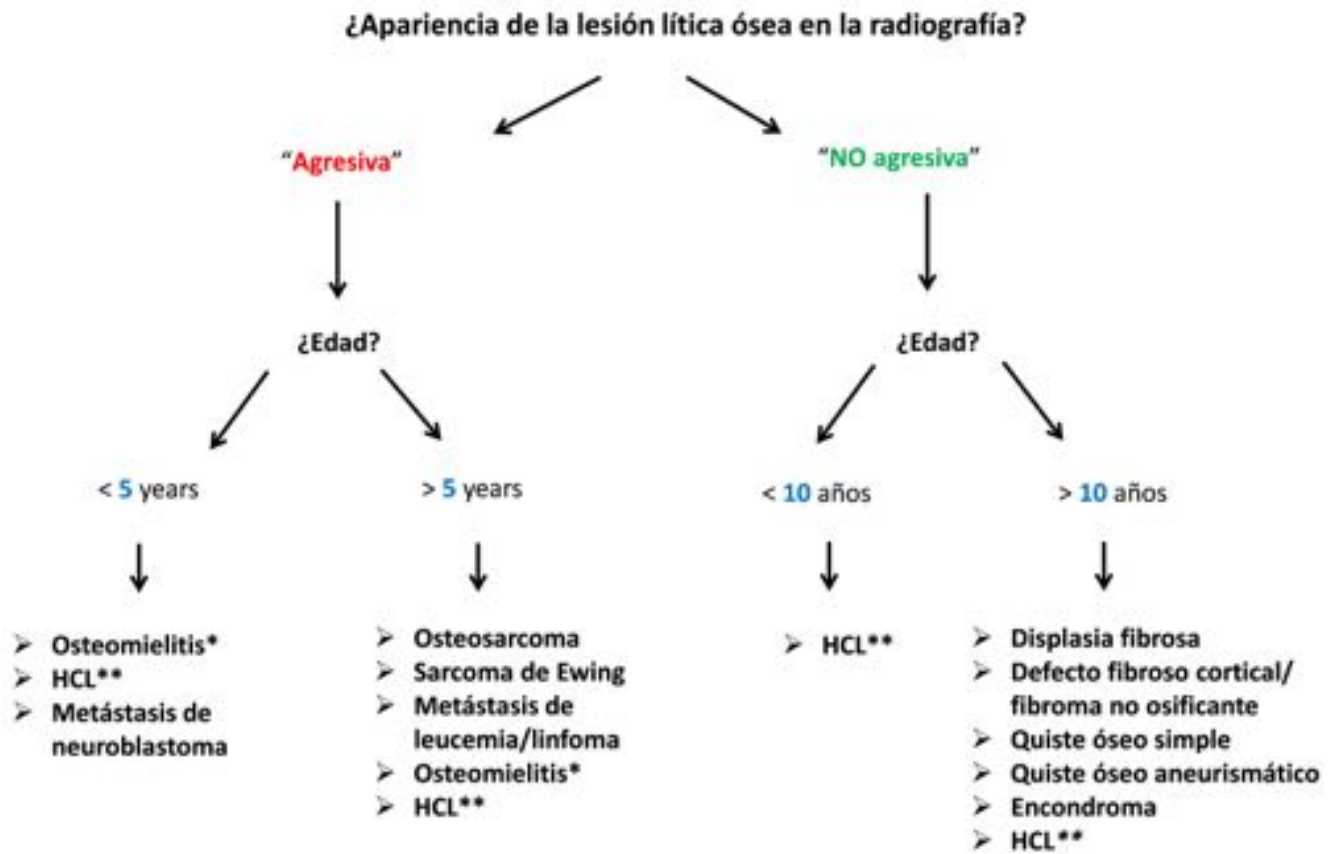 ¿Apariencia de la lesión lítica ósea en la radiografía?
“Agresiva”
“NO agresiva”
¿Edad?
¿Edad?
< 5 years
> 5 years
< 10 años
> 10 años
➢ Osteomielitis*
➢ HCL**
➢ Metástasis de
neuroblastoma
➢ Osteosarcoma
➢ Sarcoma de Ewing
➢ Metástasis de
leucemia/linfoma
➢ Osteomielitis*
➢ HCL**
➢ HCL**
➢ Displasia fibrosa
➢ Defecto fibroso cortical/
fibroma no osificante
➢ Quiste óseo simple
➢ Quiste óseo aneurismático
➢ Encondroma
➢ HCL**